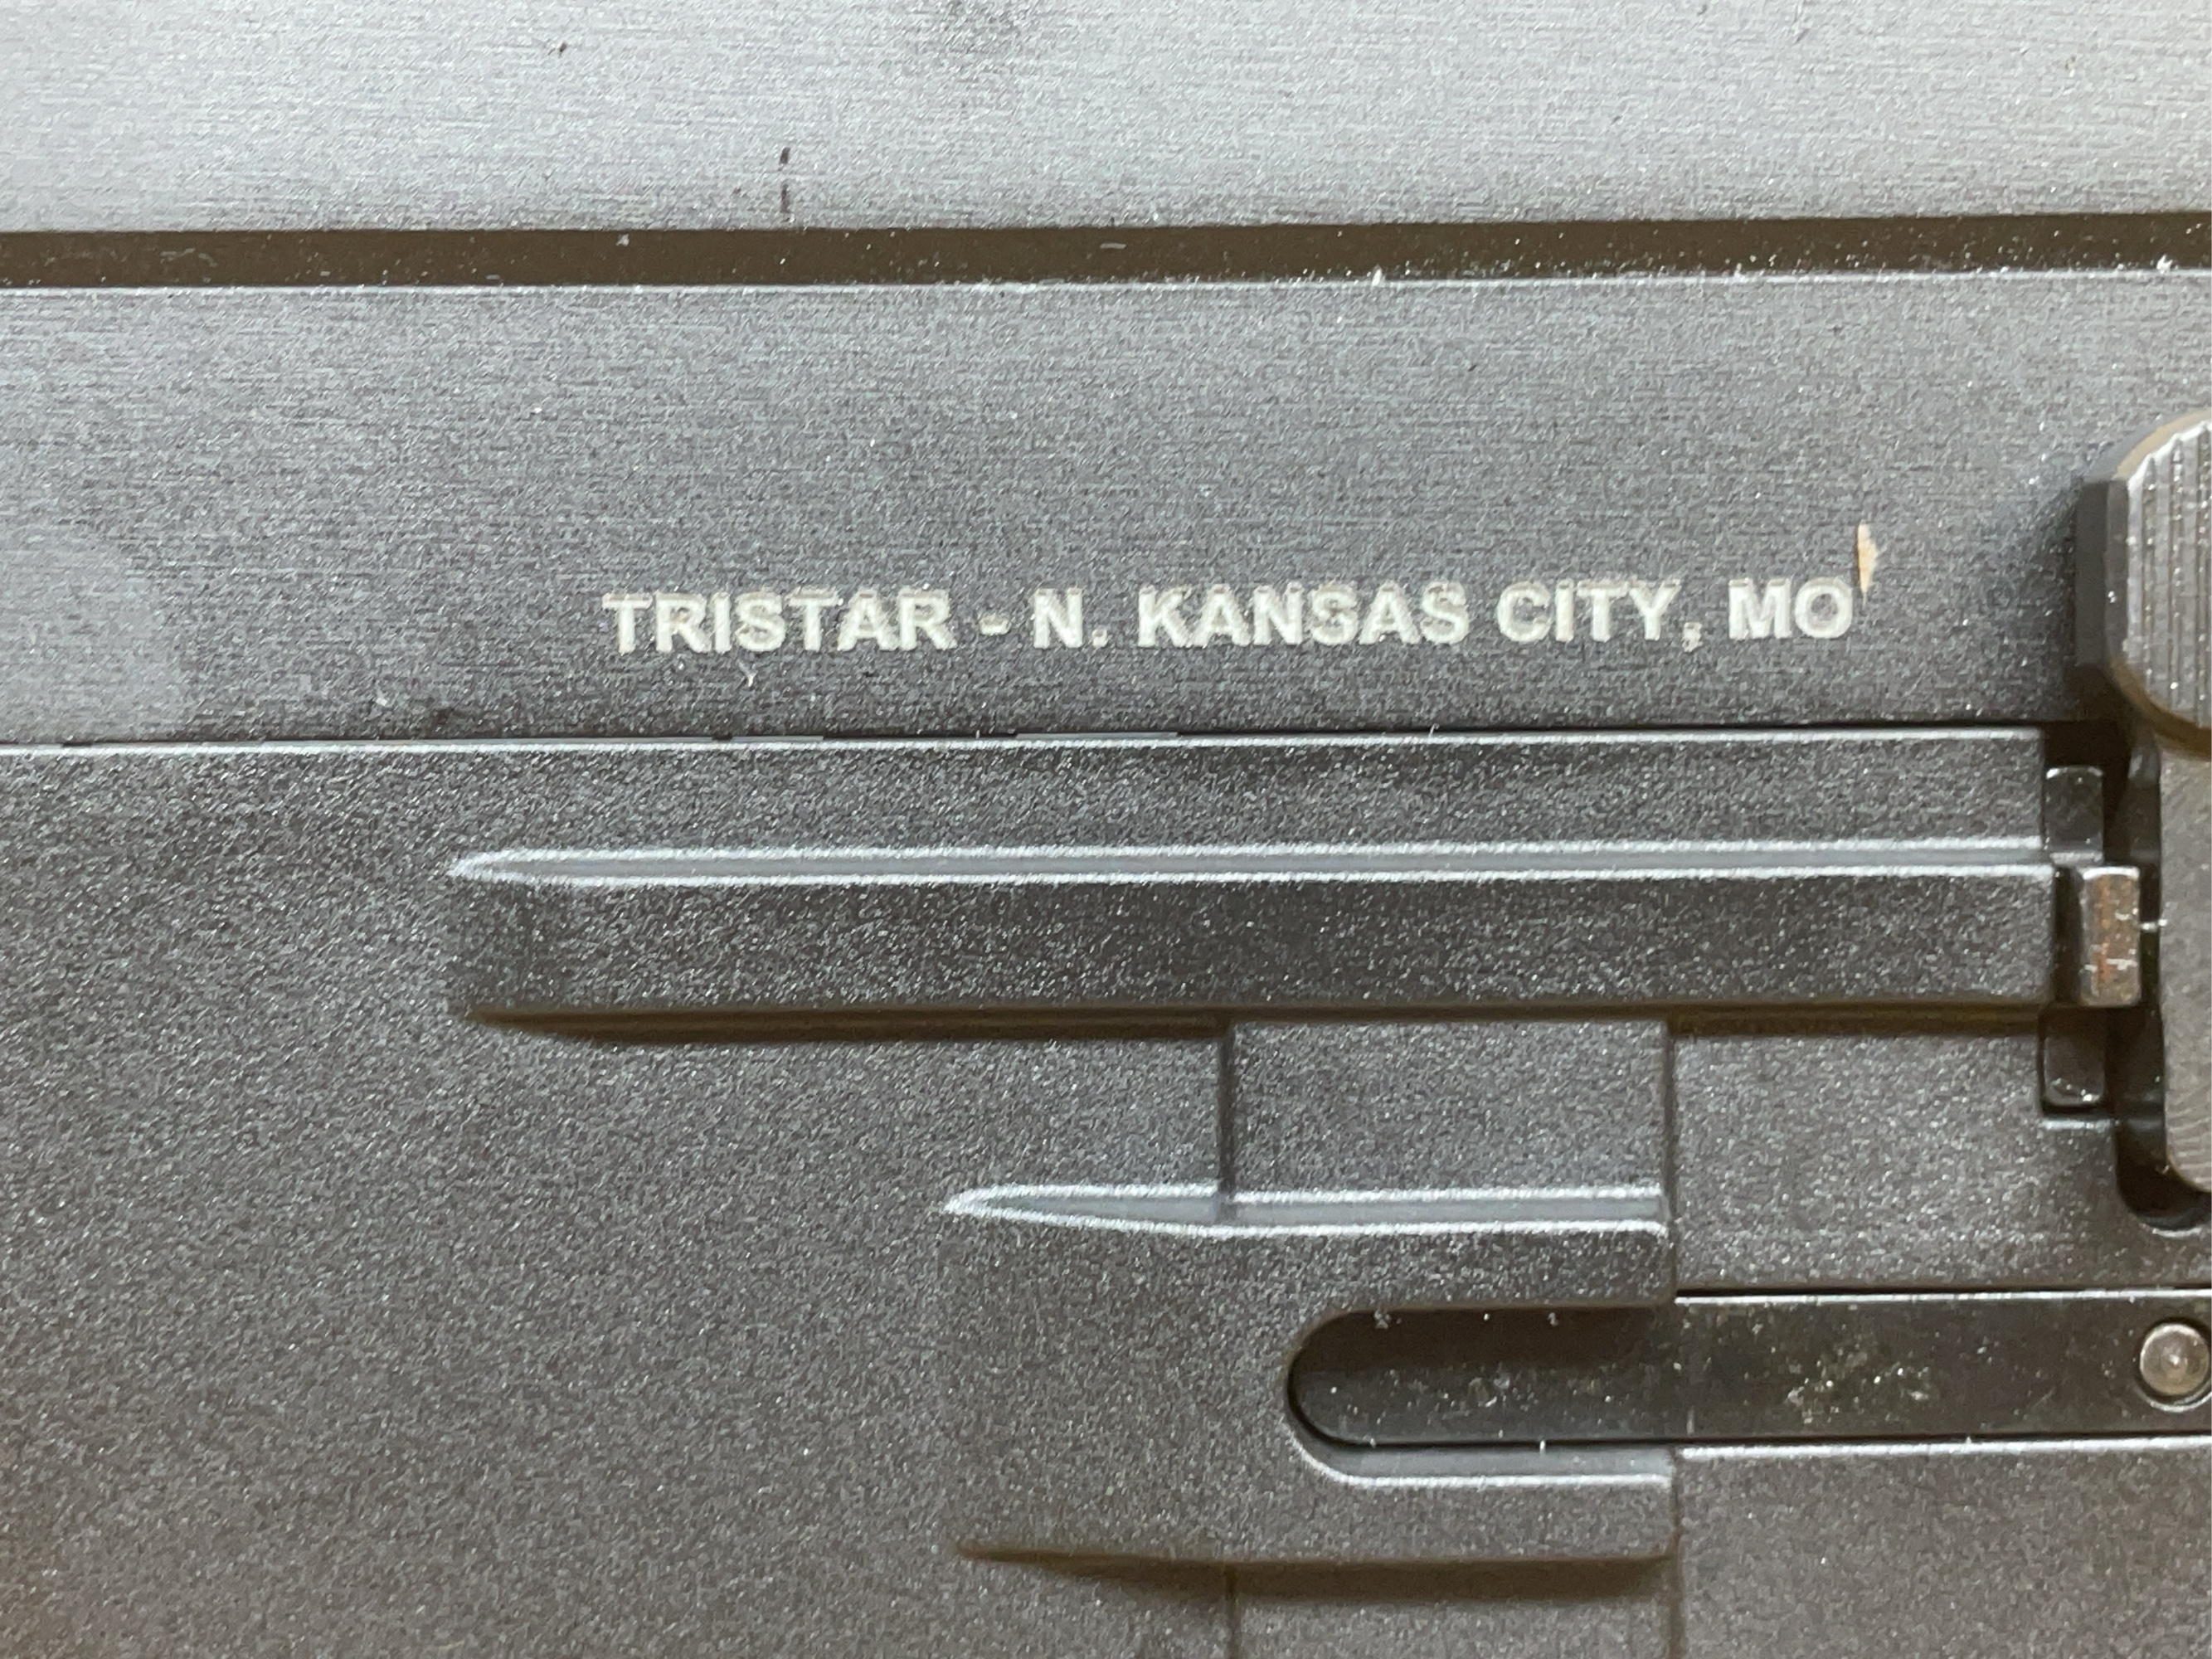 TRISTAR - N. KANSAS CITY, MO